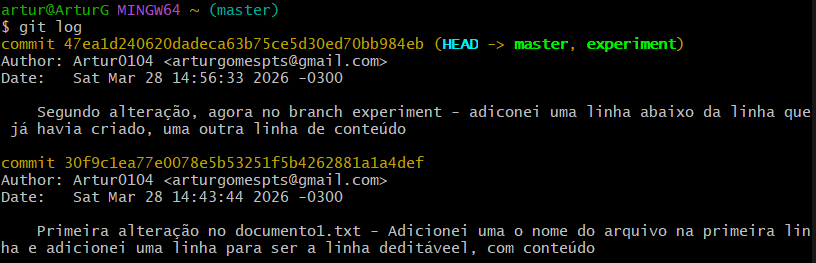 artur@ArturG MINGW64 ~ (master)
$ git log
commit 47ea1d240620dadeca63b75ce5d30ed70bb984eb (HEAD -> master, experiment)
Author: Artur0104 <arturgomespts@gmail.com>
Date:   Sat Mar 28 14:56:33 2026 -0300

    Segundo alteração, agora no branch experiment - adiconei uma linha abaixo da linha que
 já havia criado, uma outra linha de conteúdo

commit 30f9c1ea77e0078e5b53251f5b4262881a1a4def
Author: Artur0104 <arturgomespts@gmail.com>
Date:   Sat Mar 28 14:43:44 2026 -0300

    Primeira alteração no documento1.txt - Adicionei uma o nome do arquivo na primeira lin
ha e adicionei uma linha para ser a linha deditáveel, com conteúdo